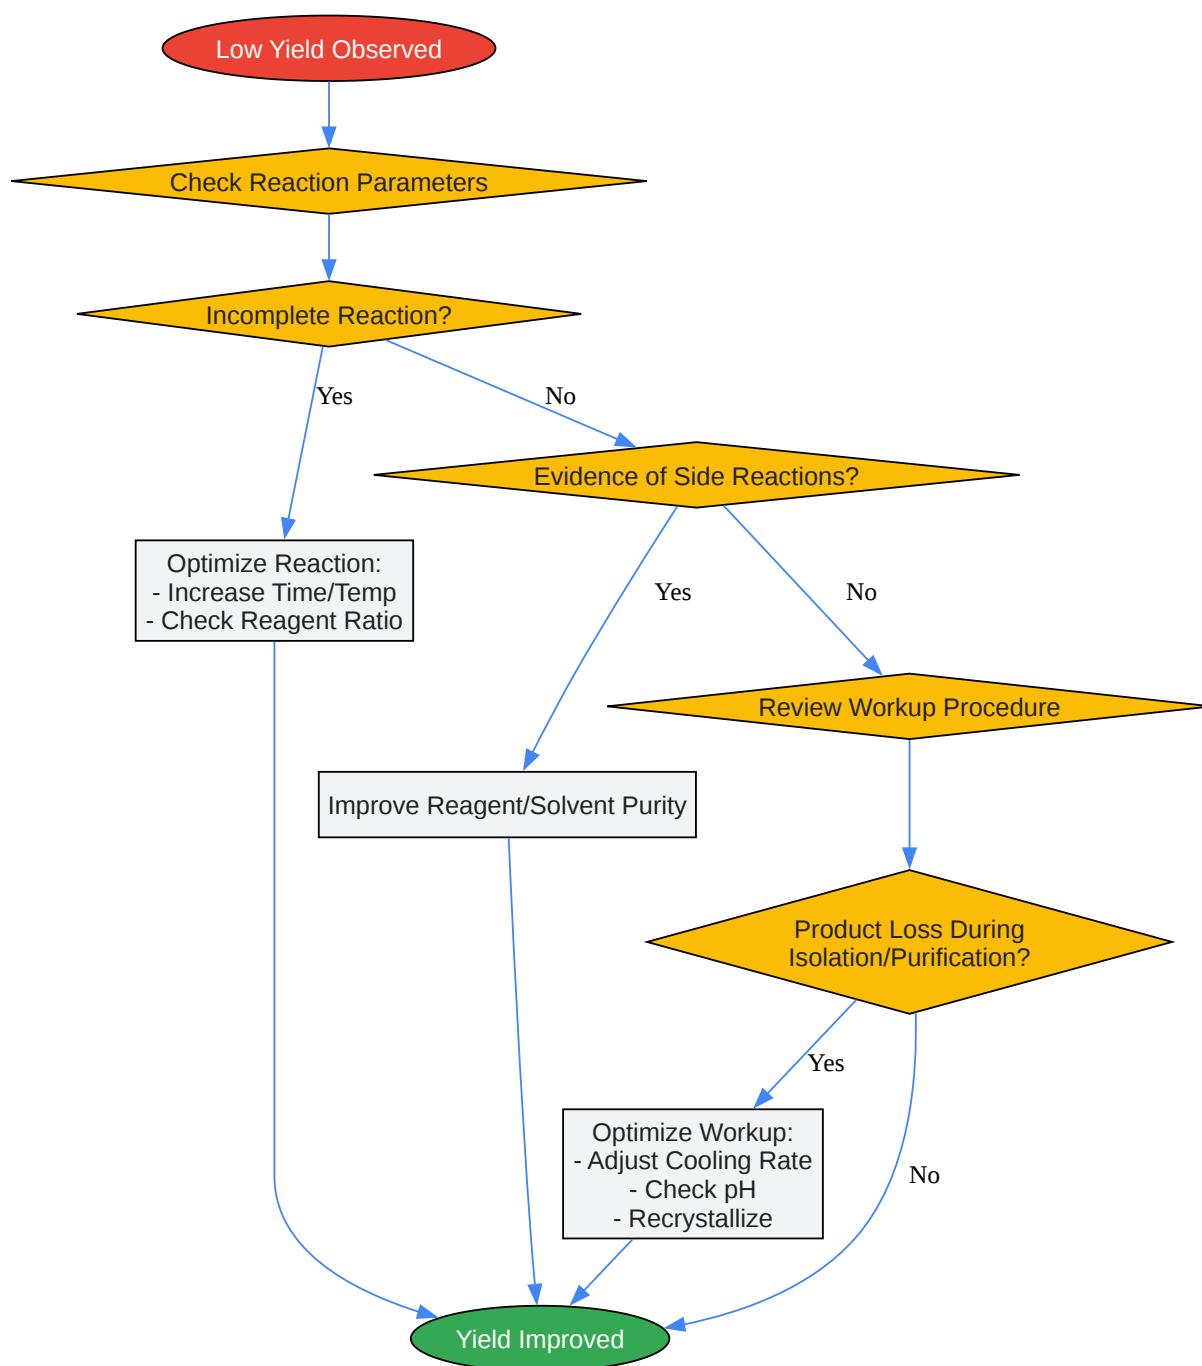 Low Yield Observed
Check Reaction Parameters
Incomplete Reaction?
Yes
No
Evidence of Side Reactions?
Optimize Reaction:
- Increase Time/Temp
- Check Reagent Ratio
Yes
No
Review Workup Procedure
Improve Reagent/Solvent Purity
Product Loss During
Isolation/Purification?
Yes
Optimize Workup:
- Adjust Cooling Rate
- Check pH
- Recrystallize
No
Yield Improved